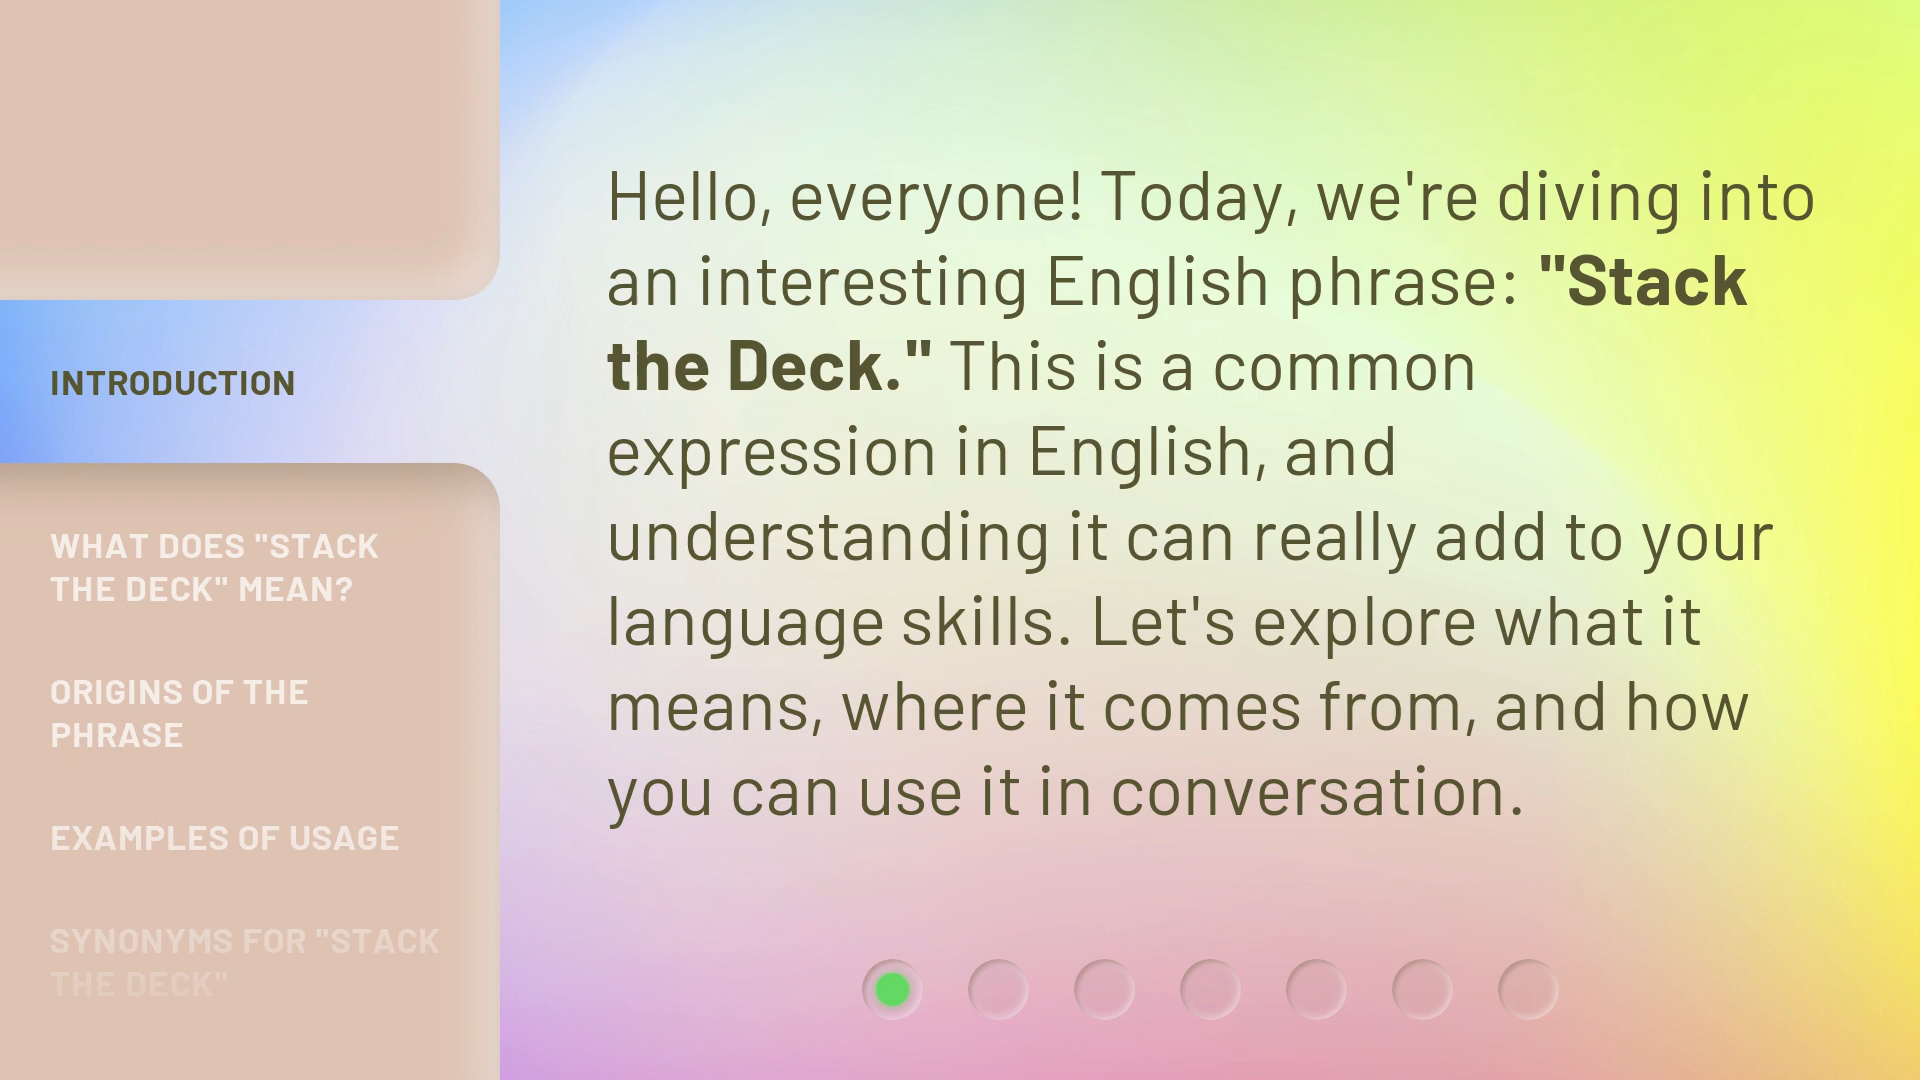 INTRODUCTION
WHAT DOES "STACK
THE DECK" MEAN?
ORIGINS OF THE
PHRASE
EXAMPLES OF USAGE
SYNONYMS FOR "STACK
THE DECK"
Hello, everyone! Today, we're diving into
an interesting English phrase: "Stack
the Deck." This is a common
expression in English, and
understanding it can really add to your
language skills. Let's explore what it
means, where it comes from, and how
you can use it in conversation.